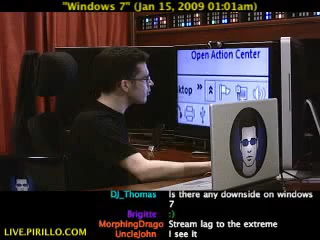 "Windows 7" (Jan 15, 2009 01:01am)
Open Action Center
ktop
DJ_Thomas Is there any downside on windows
7
Brigitte :)
MorphingDrago Stream lag to the extreme
UncleJohn I see it
LIVE.PIRILLO.COM